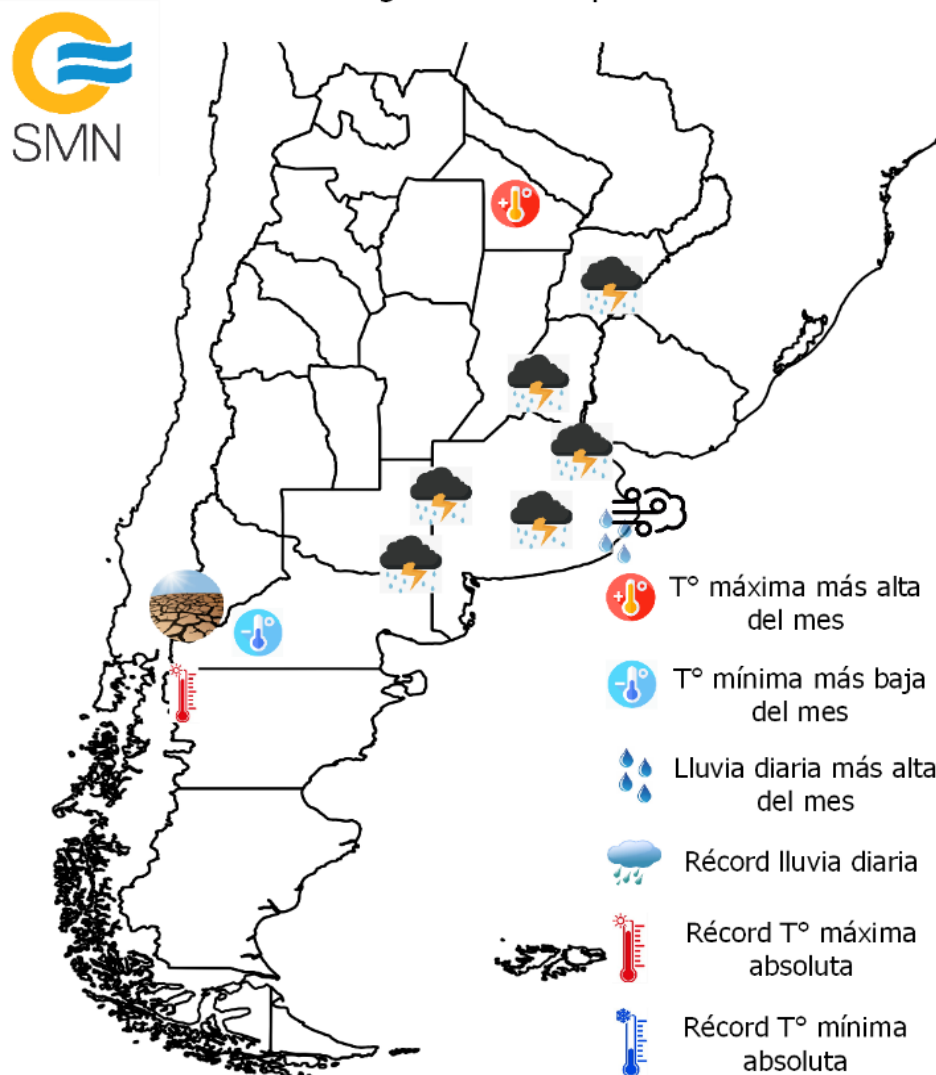 SMN
T° máxima más alta
del mes
T° mínima más baja
del mes
Lluvia diaria más alta
del mes
Récord lluvia diaria
Récord T° máxima
absoluta
Récord T° mínima
absoluta